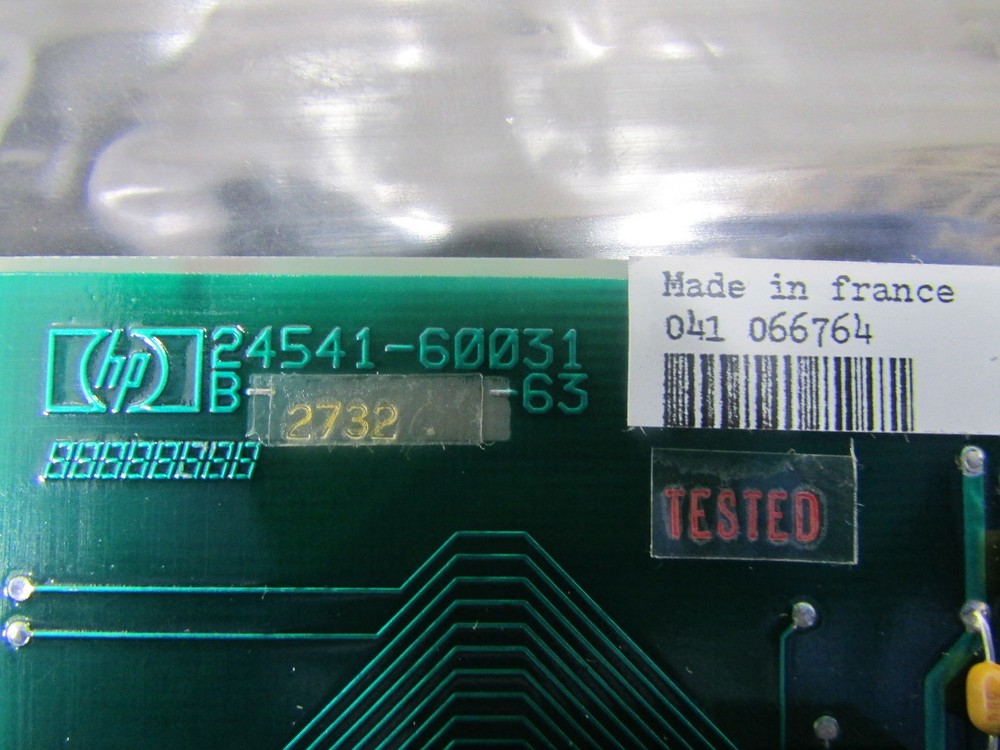 hp 24541-60031
B- 2732 -63
88888888
Made in france
041 066764
TESTED